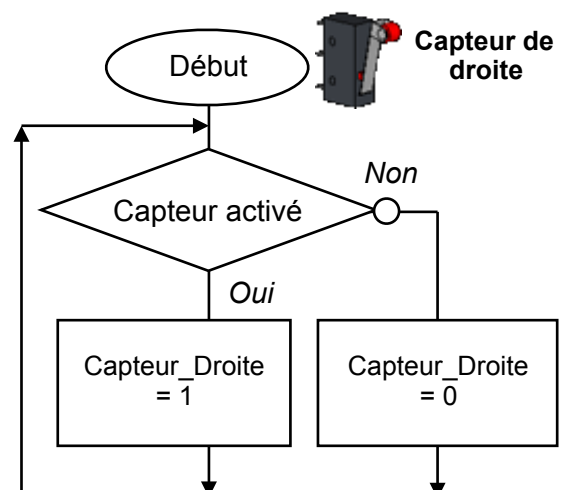 Début
Capteur de
droite
Non
Capteur activé
Oui
Capteur_Droite
= 1
Capteur_Droite
= 0